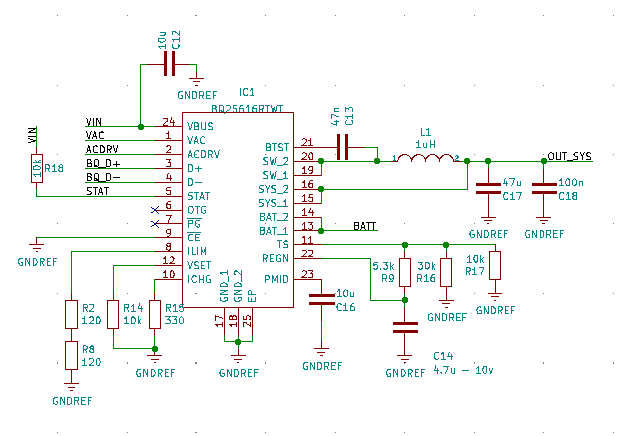 10u
C12
GNDREF
IC1
BQ25616RTWT
47n
C13
L1
1uH
1
2
OUT_SYS
VIN
10k
R18
VIN
VAC
ACDRV
BQ_D+
BQ_D-
STAT
24
1
2
3
4
5
6
7
9
8
12
10
VBUS
VAC
ACDRV
D+
D-
STAT
OTG
PG
CE
ILIM
VSET
ICHG
BTST
SW_2
SW_1
SYS_2
SYS_1
BAT_2
BAT_1
TS
REGN
PMID
21
20
19
16
15
14
13
11
22
23
GND_1
GND_2
EP
17
18
25
BATT
47u
C17
100n
C18
GNDREF
GNDREF
GNDREF
5.3k
R9
30k
R16
10k
R17
GNDREF
GNDREF
10u
C16
GNDREF
R2
120
R14
10k
R15
330
R8
120
GNDREF
GNDREF
GNDREF
C14
4.7u - 10v
GNDREF
GNDREF